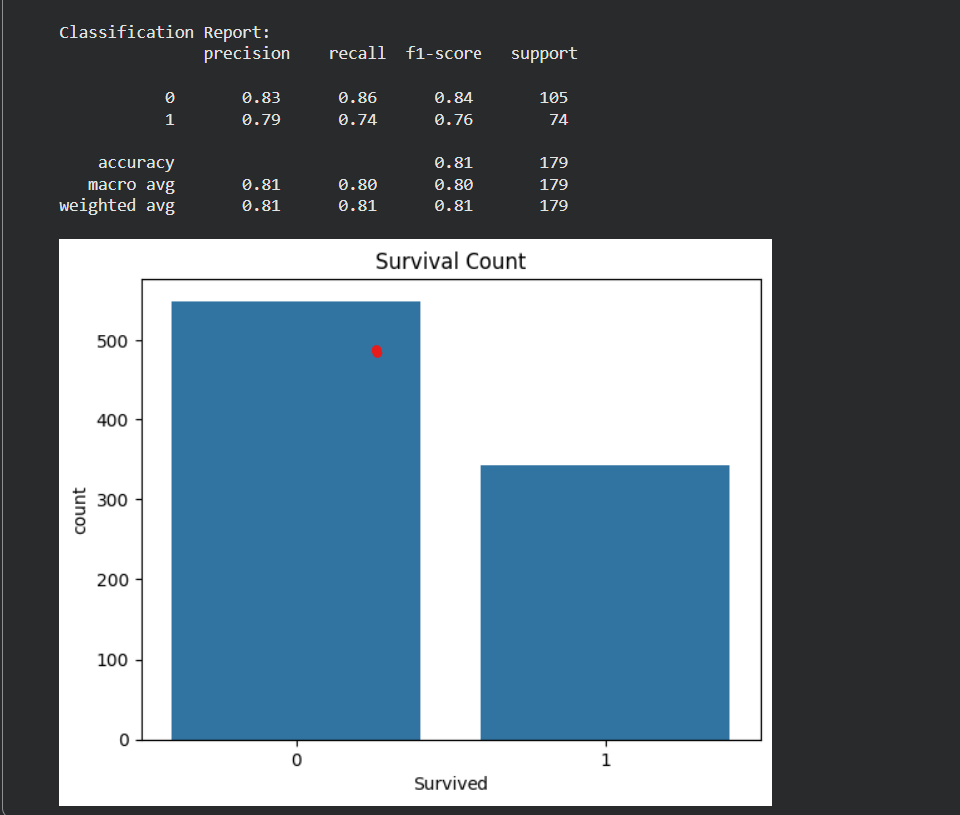 Classification Report:
precision recall f1-score support
0 0.83 0.86 0.84 105
1 0.79 0.74 0.76 74
accuracy 0.81 179
macro avg 0.81 0.80 0.80 179
weighted avg 0.81 0.81 0.81 179
Survival Count
500
400
300
200
100
0
count
0 1
Survived